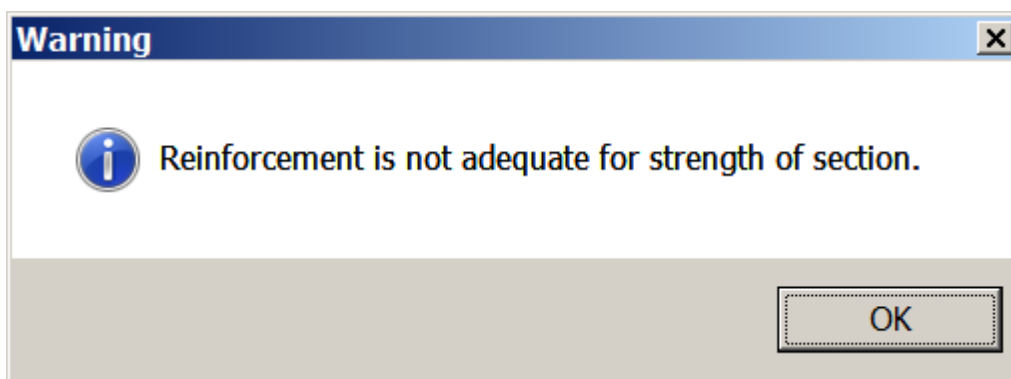 Warning
Reinforcement is not adequate for strength of section.
OK